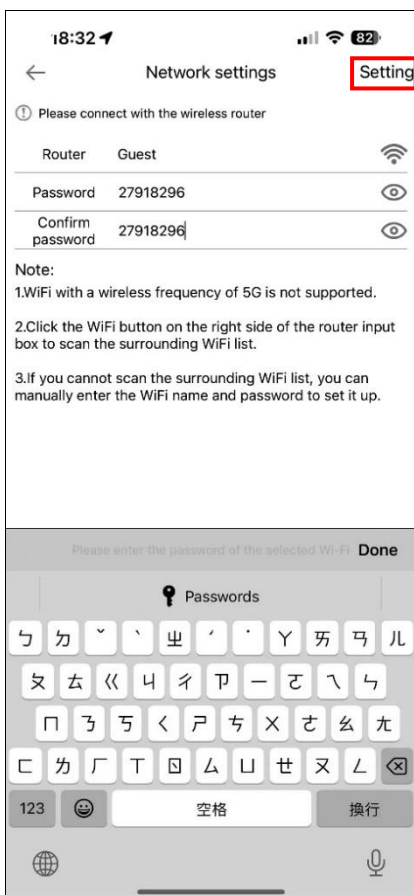 18:32
82
Network settings
Setting
Please connect with the wireless router
Router Guest
Password 27918296
Confirm password 27918296
Note:
1.WiFi with a wireless frequency of 5G is not supported.
2.Click the WiFi button on the right side of the router input
box to scan the surrounding WiFi list.
3.If you cannot scan the surrounding WiFi list, you can
manually enter the WiFi name and password to set it up.
Please enter the password of the selected Wi-Fi Done
Passwords
ㄅ ㄉ ˇ ˋ ㄓ ˊ ˙ ㄚ ㄞ ㄢ ㄦ
ㄆ ㄊ ㄍ ㄐ ㄔ ㄗ ㄧ ㄛ ㄟ ㄣ
ㄇ ㄋ ㄎ ㄑ ㄕ ㄘ ㄨ ㄜ ㄠ ㄤ
ㄈ ㄌ ㄏ ㄒ ㄖ ㄙ ㄩ ㄝ ㄡ ㄥ
123 空格 換行